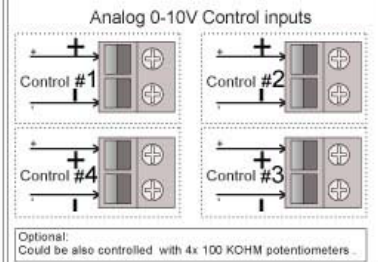 Analog 0-10V Control inputs
+ +
Control #1
- -
+ +
Control #2
- -
+ +
Control #4
- -
+ +
Control #3
- -
Optional:
Could be also controlled with 4x 100 KOHM potentiometers .